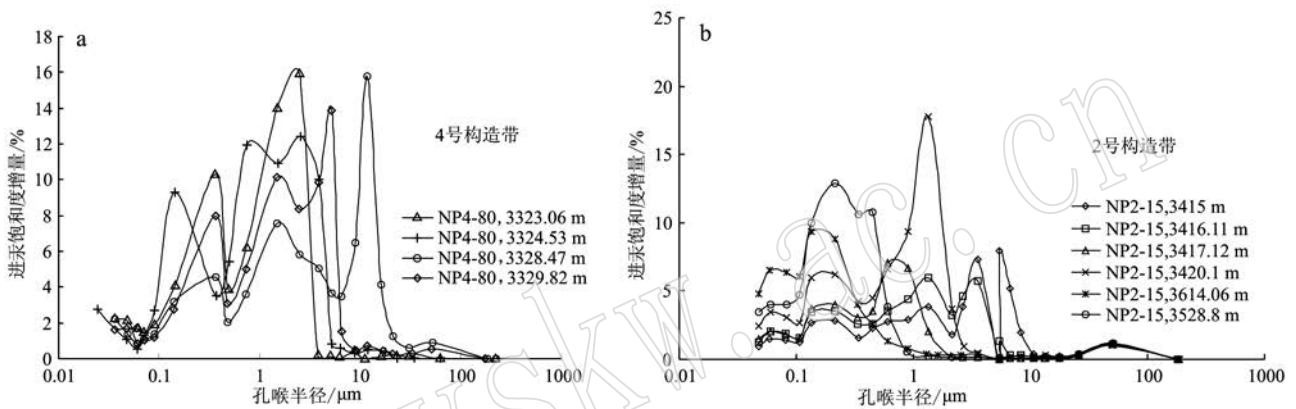 a
18
16
14
12
10
8
6
4
2
0
0.01 0.1 1 10 100 1000
进汞饱和度增量/%
孔喉半径/μm
4号构造带
NP4-80, 3323.06 m
NP4-80, 3324.53 m
NP4-80, 3328.47 m
NP4-80, 3329.82 m
b
25
20
15
10
5
0
0.01 0.1 1 10 100 1000
进汞饱和度增量/%
孔喉半径/μm
2号构造带
NP2-15,3415 m
NP2-15,3416.11 m
NP2-15,3417.12 m
NP2-15,3420.1 m
NP2-15,3614.06 m
NP2-15,3528.8 m
yskw.ac.cn